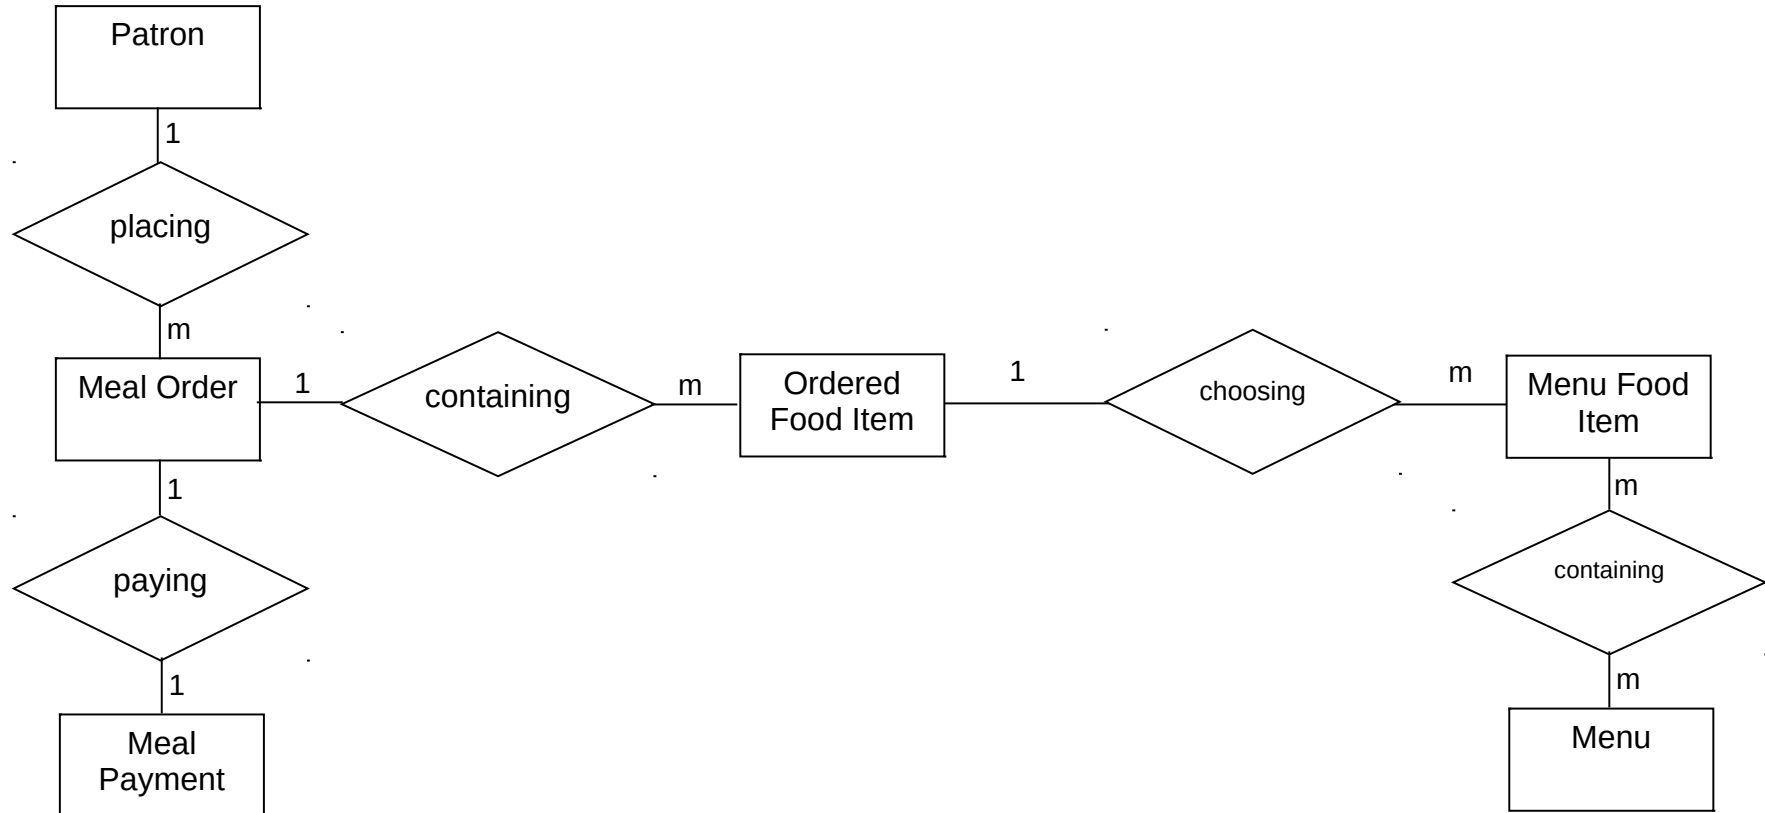 Patron
1
placing
m
Meal Order
1
containing
m
Ordered
Food Item
1
choosing
m
Menu Food
Item
1
paying
1
Meal
Payment
m
containing
m
Menu